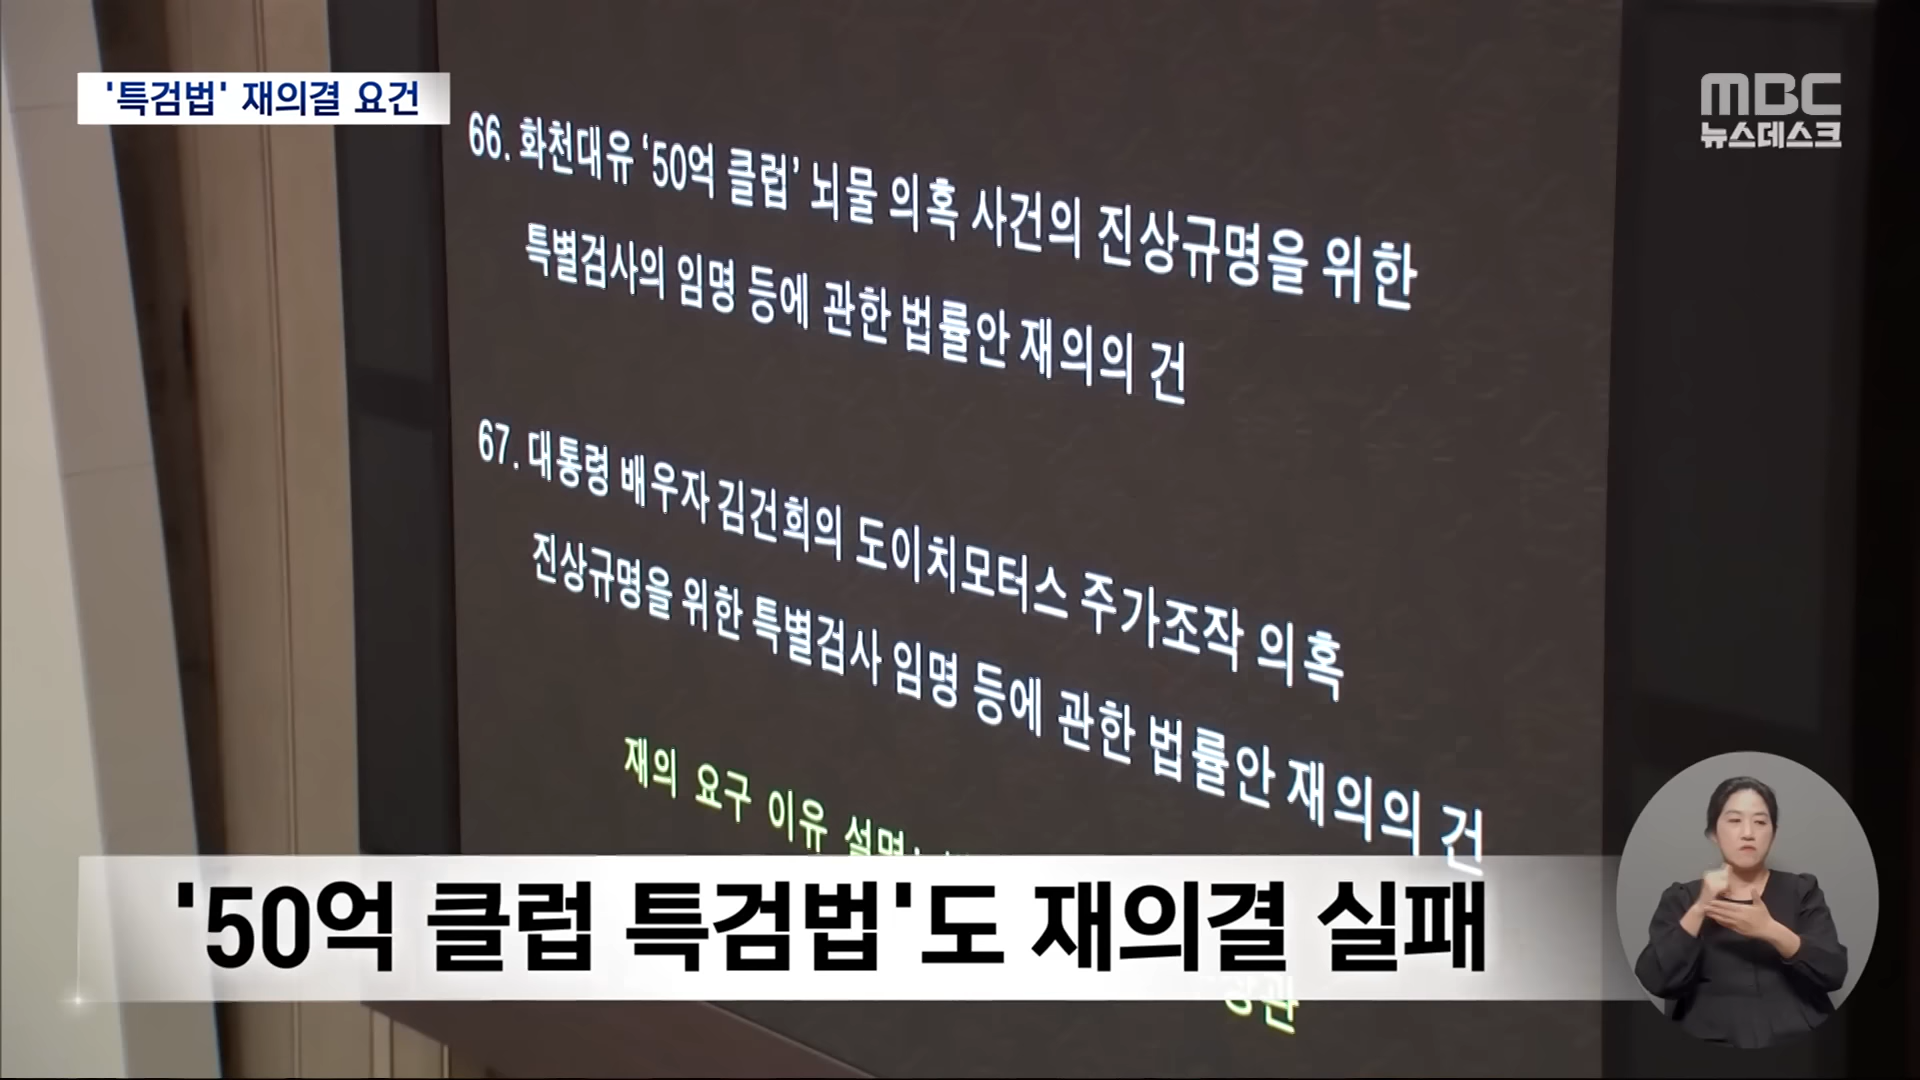 '특검법' 재의결 요건
MBC
뉴스데스크
66. 화천대유 '50억 클럽' 뇌물 의혹 사건의 진상규명을 위한
특별검사의 임명 등에 관한 법률안 재의의 건
67. 대통령 배우자 김건희의 도이치모터스 주가조작 의혹
진상규명을 위한 특별검사 임명 등에 관한 법률안 재의의 건
재의 요구 이유 설명:
'50억 클럽 특검법'도 재의결 실패